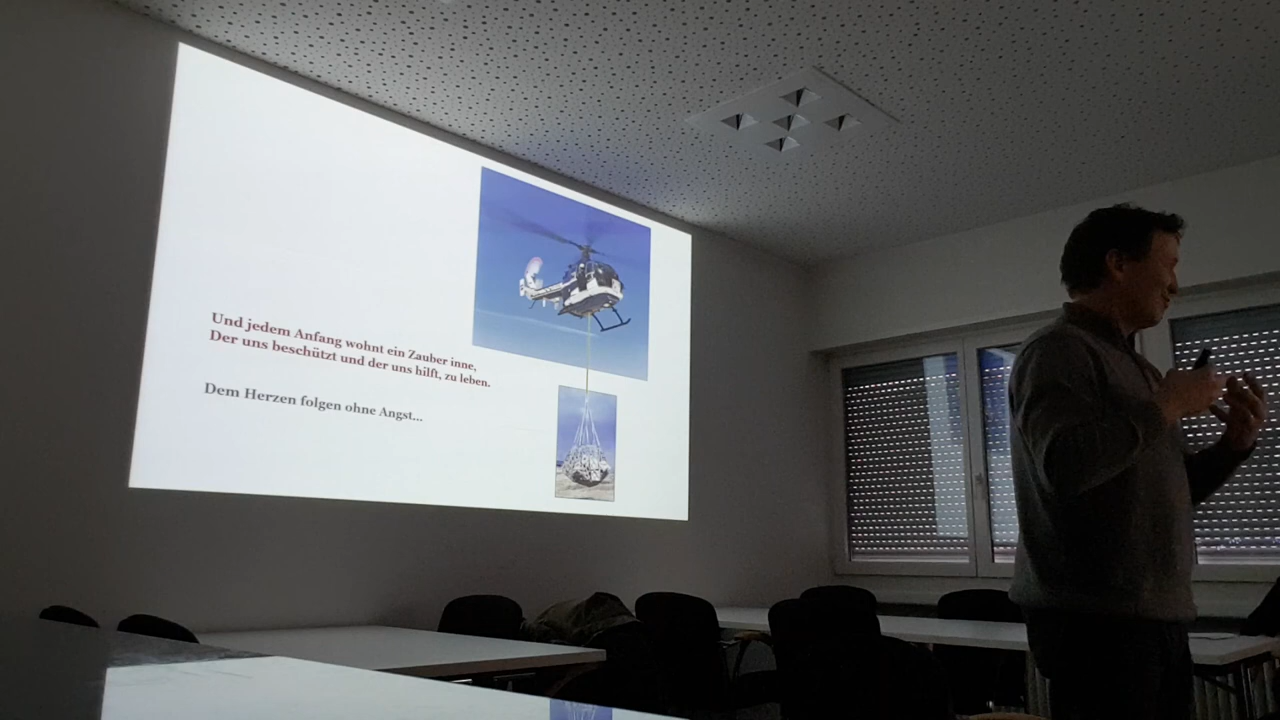 Und jedem Anfang wohnt ein Zauber inne,
Der uns beschützt und der uns hilft, zu leben.
Dem Herzen folgen ohne Angst...